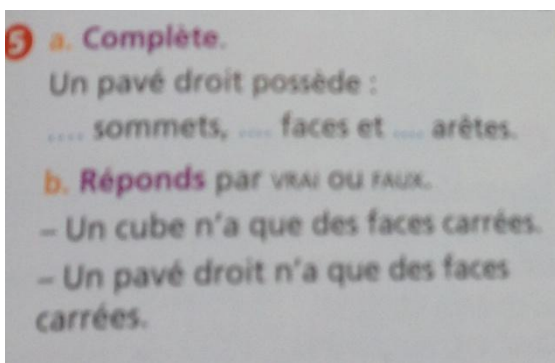 5 a. Complète.
Un pavé droit possède :
.... sommets, .... faces et .... arêtes.
b. Réponds par VRAI OU FAUX.
– Un cube n'a que des faces carrées.
– Un pavé droit n'a que des faces
carrées.